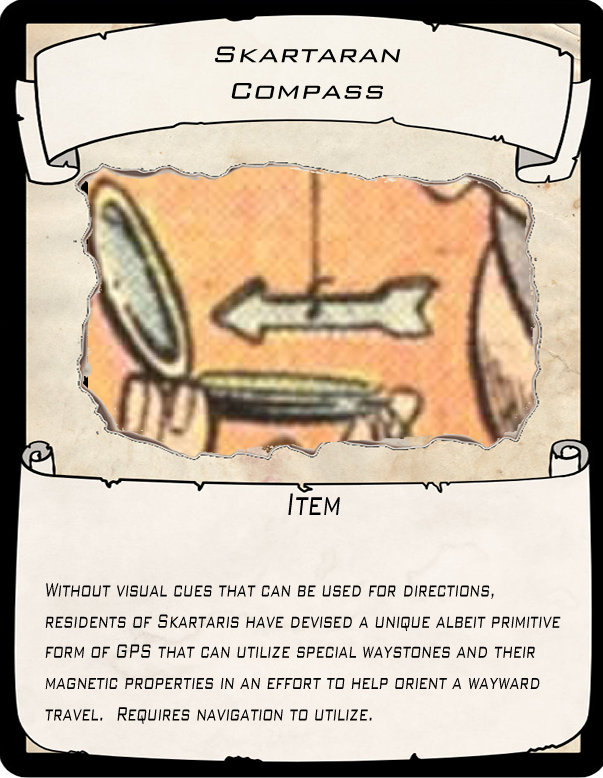 Skartaran
Compass
Item
Without visual cues that can be used for directions,
residents of Skartaris have devised a unique albeit primitive
form of GPS that can utilize special waystones and their
magnetic properties in an effort to help orient a wayward
travel.  Requires navigation to utilize.